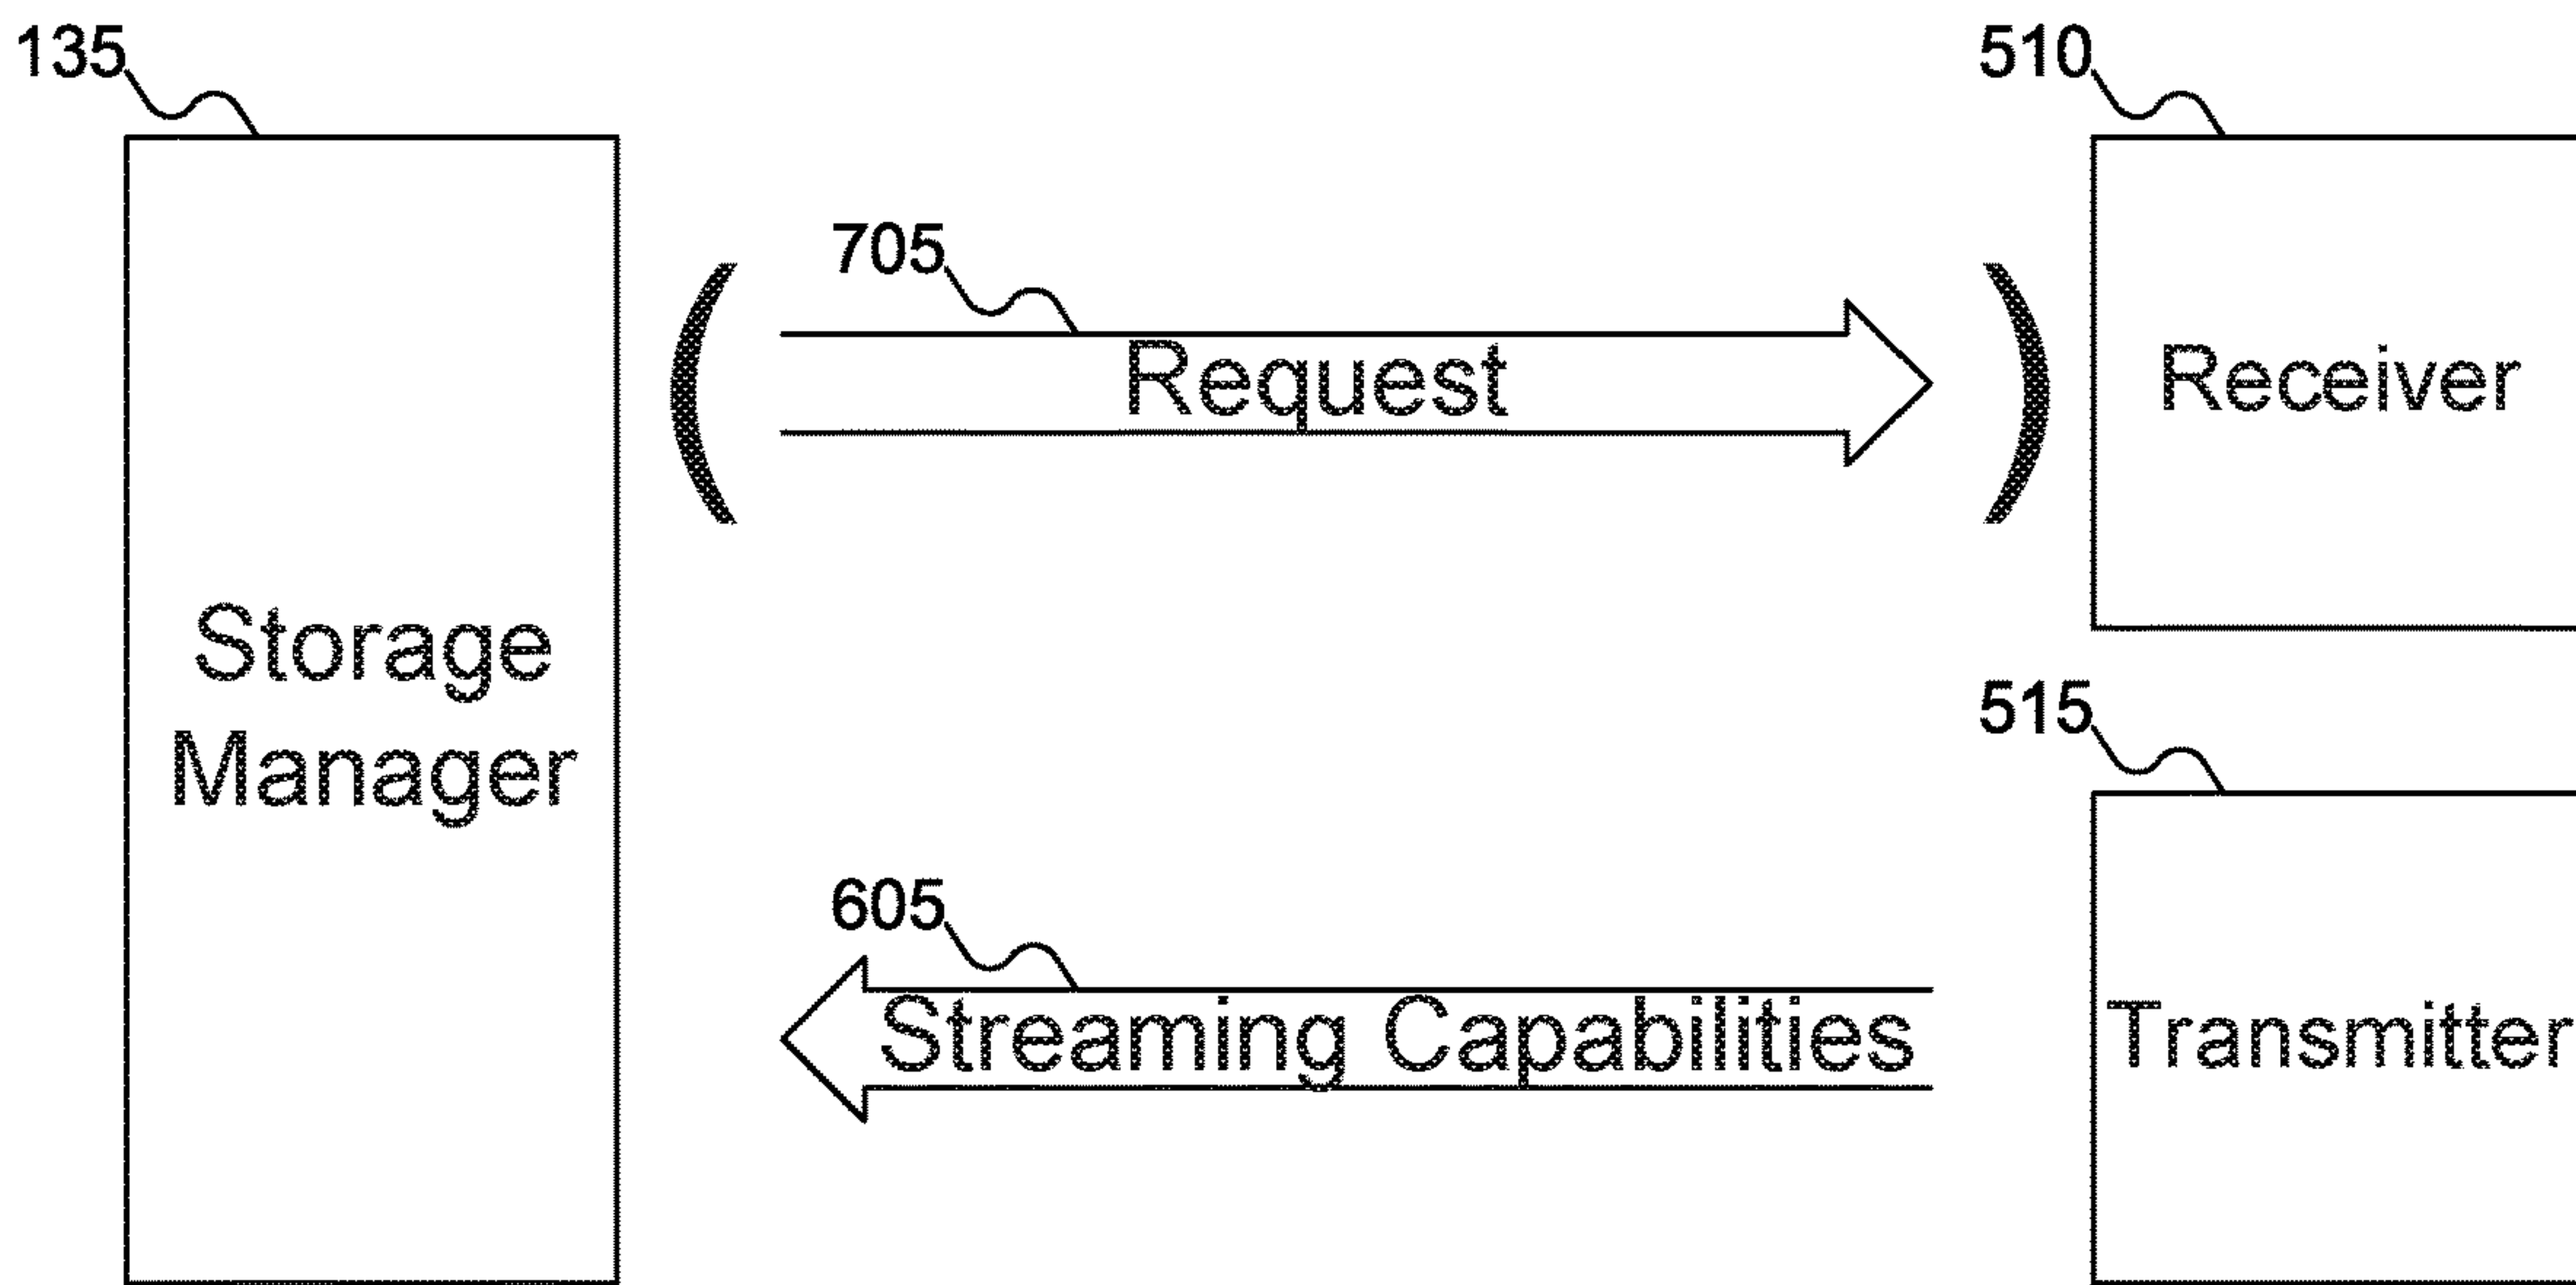 135
510
705
Request
Receiver
Storage
Manager
515
605
Streaming Capabilities
Transmitter